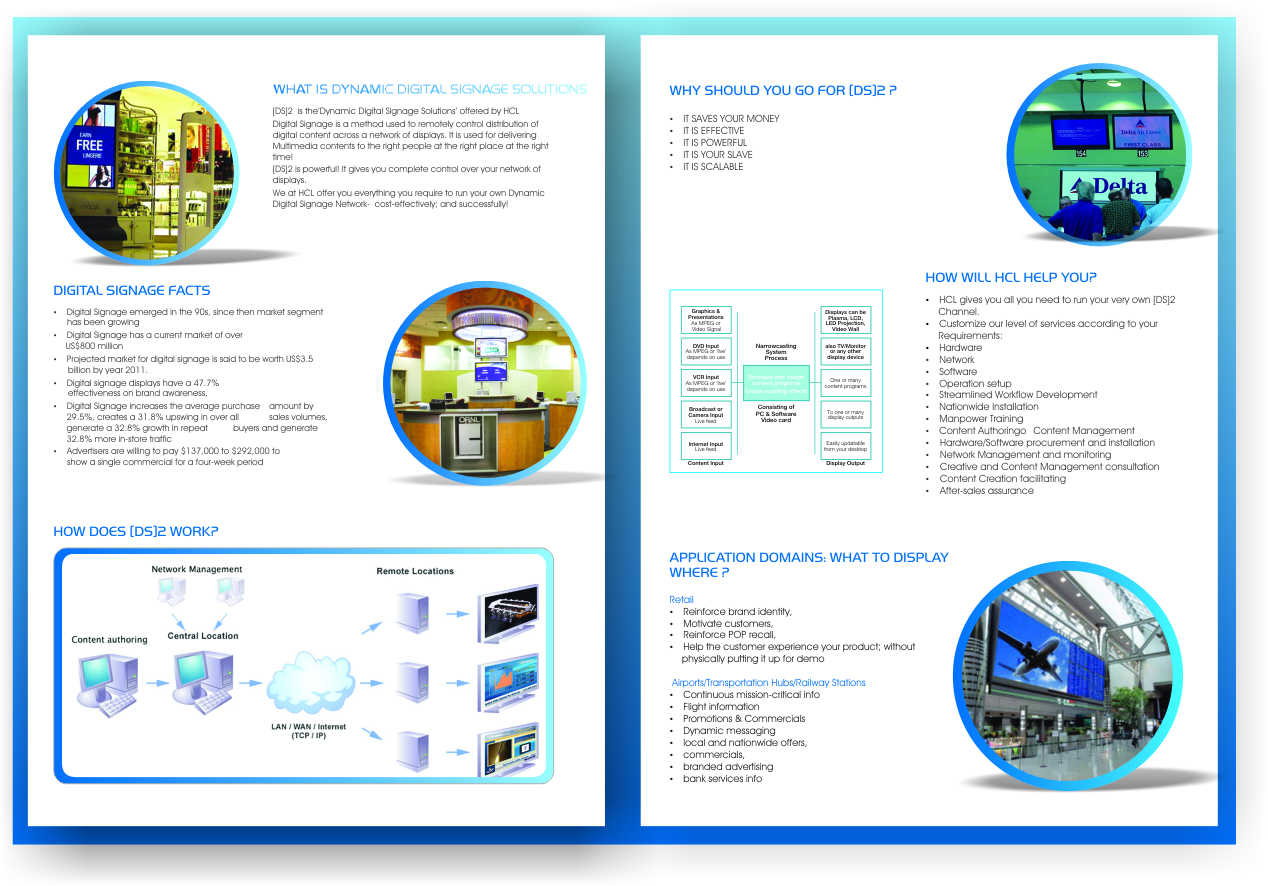 WHAT IS DYNAMIC DIGITAL SIGNAGE SOLUTIONS
[DS]2 is the'Dynamic Digital Signage Solutions' offered by HCL
Digital Signage is a method used to remotely control distribution of
digital content across a network of displays. It is used for delivering
Multimedia contents to the right people at the right place at the right
time!
[DS]2 is powerful! It gives you complete control over your network of
displays.
We at HCL offer you everything you require to run your own Dynamic
Digital Signage Network- cost-effectively; and successfully!
EARN
FREE
LINGERIE
DIGITAL SIGNAGE FACTS
• Digital Signage emerged in the 90s, since then market segment
has been growing
• Digital Signage has a current market of over
US$800 million
• Projected market for digital signage is said to be worth US$3.5
billion by year 2011.
• Digital signage displays have a 47.7%
effectiveness on brand awareness,
• Digital Signage increases the average purchase amount by
29.5%, creates a 31.8% upswing in over all sales volumes,
generate a 32.8% growth in repeat buyers and generate
32.8% more in-store traffic
• Advertisers are willing to pay $137,000 to $292,000 to
show a single commercial for a four-week period
ORNL
HOW DOES [DS]2 WORK?
Network Management
Remote Locations
Content authoring
Central Location
LAN / WAN / Internet
(TCP / IP)
WHY SHOULD YOU GO FOR [DS]2 ?
• IT SAVES YOUR MONEY
• IT IS EFFECTIVE
• IT IS POWERFUL
• IT IS YOUR SLAVE
• IT IS SCALABLE
Delta Air Lines
FIRST CLASS
154
153
Delta
Graphics &
Presentations
As MPEG or
Video Signal
DVD Input
As MPEG or 'live'
depends on use
VCR Input
As MPEG or 'live'
depends on use
Broadcast or
Camera Input
Live feed
Internet Input
Live feed
Content Input
Narrowcasting
System
Process
schedule and assign
content programs
Create scrolling effects
Consisting of
PC & Software
Video card
Displays can be
Plasma, LCD,
LED Projection,
Video Wall
also TV/Monitor
or any other
display device
One or many
content programs
To one or many
display outputs
Easily updatable
from your desktop
Display Output
HOW WILL HCL HELP YOU?
• HCL gives you all you need to run your very own [DS]2
Channel.
• Customize our level of services according to your
Requirements:
• Hardware
• Network
• Software
• Operation setup
• Streamlined Workflow Development
• Nationwide Installation
• Manpower Training
• Content Authoringo Content Management
• Hardware/Software procurement and installation
• Network Management and monitoring
• Creative and Content Management consultation
• Content Creation facilitating
• After-sales assurance
APPLICATION DOMAINS: WHAT TO DISPLAY
WHERE ?
Retail
• Reinforce brand identity,
• Motivate customers,
• Reinforce POP recall,
• Help the customer experience your product; without
physically putting it up for demo
Airports/Transportation Hubs/Railway Stations
• Continuous mission-critical info
• Flight information
• Promotions & Commercials
• Dynamic messaging
• local and nationwide offers,
• commercials,
• branded advertising
• bank services info